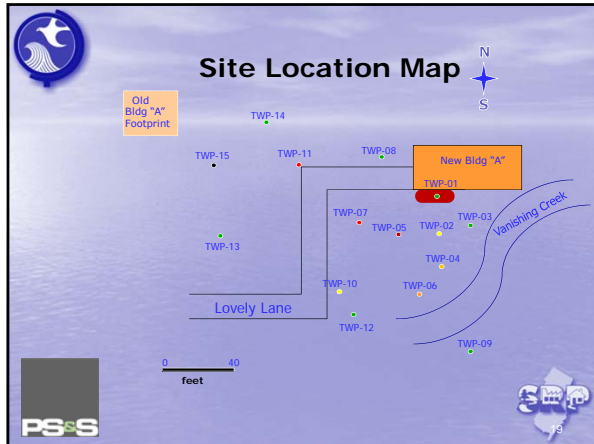 Site Location Map
N
S
Old
Bldg "A"
Footprint
TWP-14
TWP-15
TWP-11
TWP-08
New Bldg "A"
TWP-01
TWP-07
TWP-05
TWP-02
TWP-03
Vanishing Creek
TWP-13
TWP-04
TWP-10
TWP-06
Lovely Lane
TWP-12
TWP-09
0 40
feet
PS&S
SRP
19